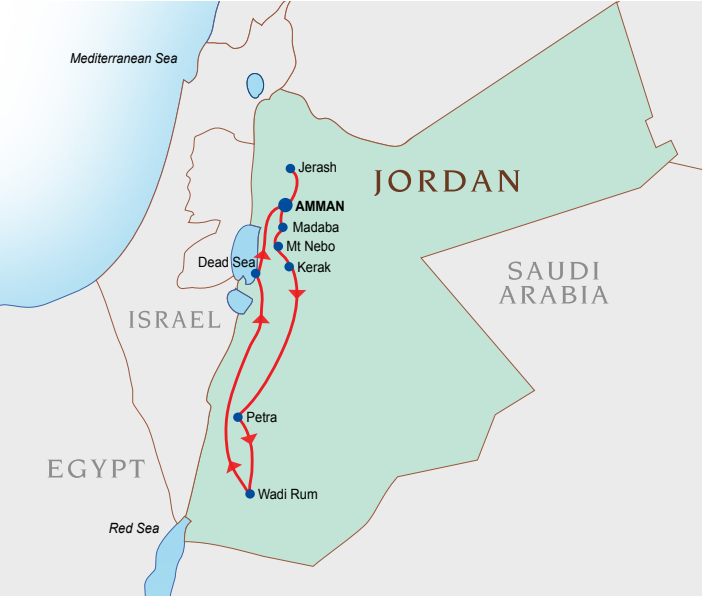 Mediterranean Sea
Jerash
JORDAN
AMMAN
Madaba
Mt Nebo
Dead Sea
Kerak
SAUDI
ARABIA
ISRAEL
Petra
EGYPT
Wadi Rum
Red Sea